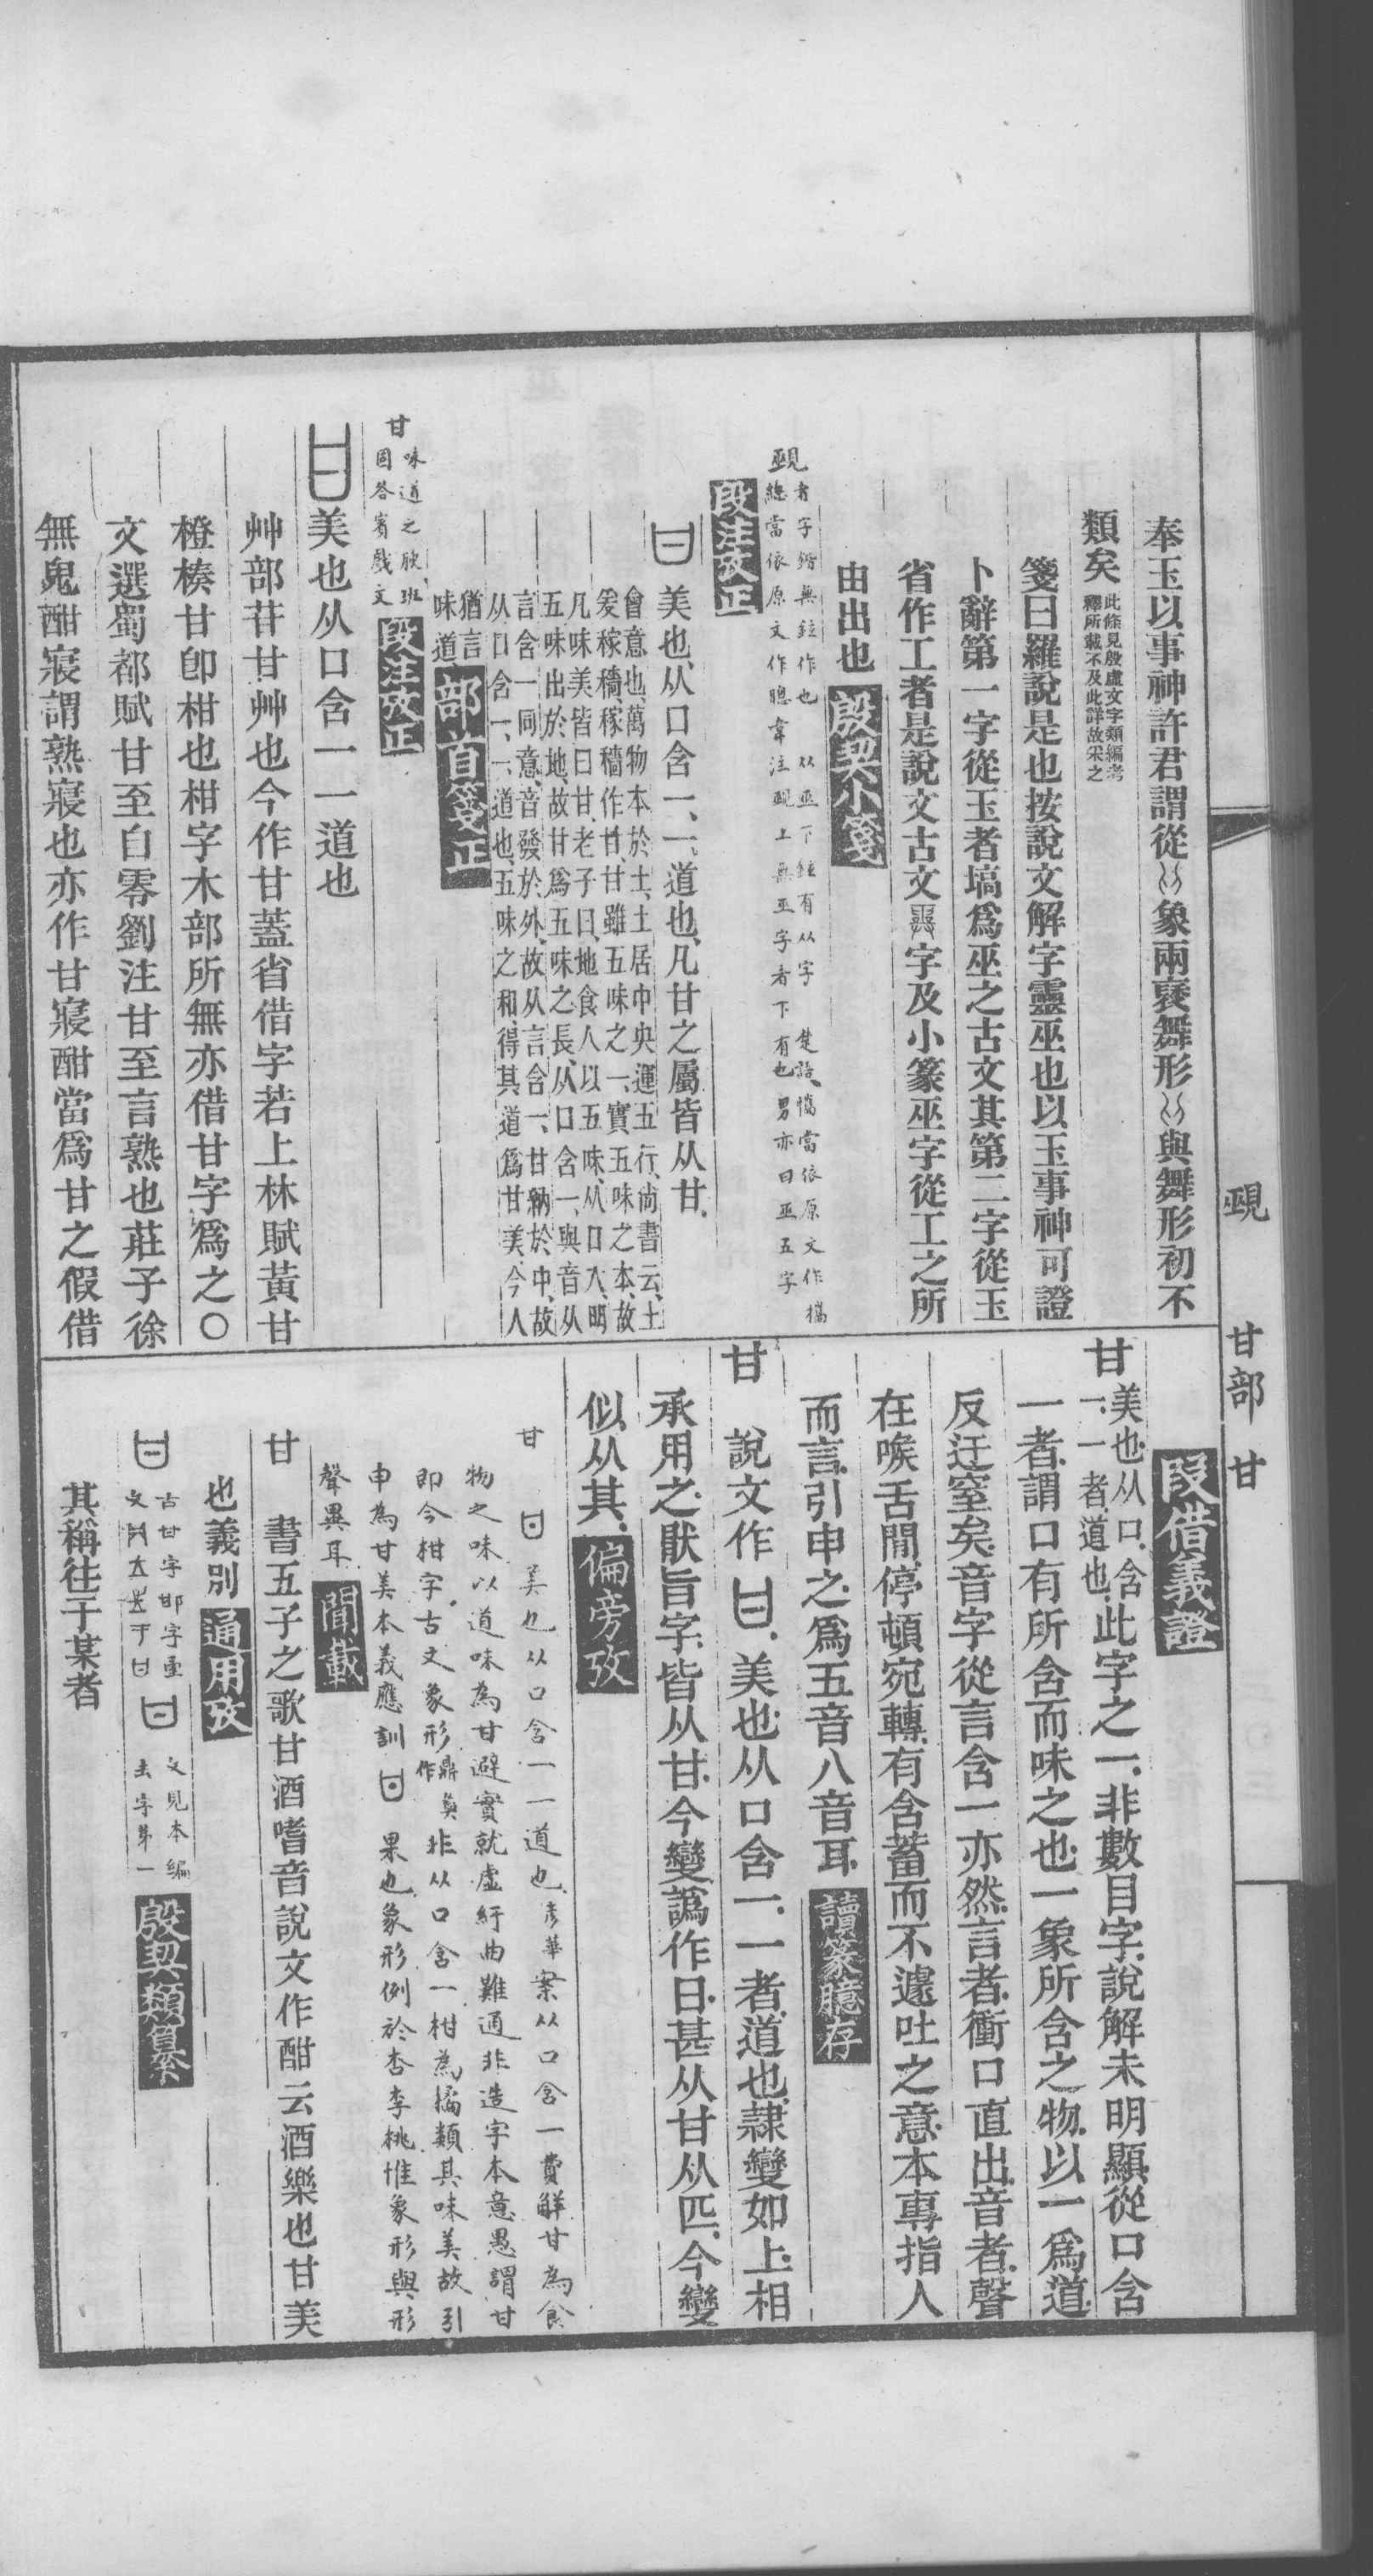 奉玉以事神許君謂從象兩褎舞形與舞形初不
類矣此條見殷虛文字類編考
釋所載不及此詳故采之
箋曰羅說是也按說文解字靈巫也以玉事神可證
卜辭第一字從玉者塙爲巫之古文其第二字從玉
省作工者是說文古文字及小篆巫字從工之所
由出也殷契小箋
覡者字鍇無鉉作也 从巫下鉉有从字 楚語憰當依原文作攜
總當依原文作聰韋注覡上無巫字者下有也男亦曰巫五字
段注攷正
美也从口含一一道也凡甘之屬皆从甘
會意也萬物本於土土居中央運五行尚書云土
爰稼穡稼穡作甘甘雖五味之一實五味之本故
凡味美皆曰甘老子曰地食人以五味从口入明
五味出於地故甘爲五味之長从口含一與音从
言含一同意音發於外故从言含一甘納於中故
从口含一一道也五味之和得其道爲甘美今人
猶言
味道部首箋正
甘味道之腴班
固答賓戲文段注攷正
美也从口含一一道也
艸部苷甘艸也今作甘蓋省借字若上林賦黃甘
橙楱甘卽柑也柑字木部所無亦借甘字爲之〇
文選蜀都賦甘至自零劉注甘至言熟也莊子徐
無鬼酣寢謂熟寢也亦作甘寢酣當爲甘之假借
覡 甘部 甘
段借義證
甘美也从口含
一一者道也此字之一非數目字說解未明顯從口含
一者謂口有所含而味之也一象所含之物以一爲道
反迂窒矣音字從言含一亦然言者衝口直出音者聲
在喉舌閒停頓宛轉有含蓄而不遽吐之意本專指人
而言引申之爲五音八音耳讀篆臆存
甘 說文作美也从口含一一者道也隸變如上相
承用之猒旨字皆从甘今變譌作日甚从甘从匹今變
似从其偏旁攷
甘 美也从口含一一道也彥華案从口含一費解甘為食
物之味以道味為甘避實就虛紆曲難通非造字本意愚謂甘
即今柑字古文象形鼎奠
作非从口含一柑為橘類其味美故引
申為甘美本義應訓果也象形例於杏李桃惟象形與形
聲異耳閒載
甘 書五子之歌甘酒嗜音說文作酣云酒樂也甘美
也義別通用攷
古甘字邯字重
文
文見本編
去字第一殷契類纂
其稱往于某者